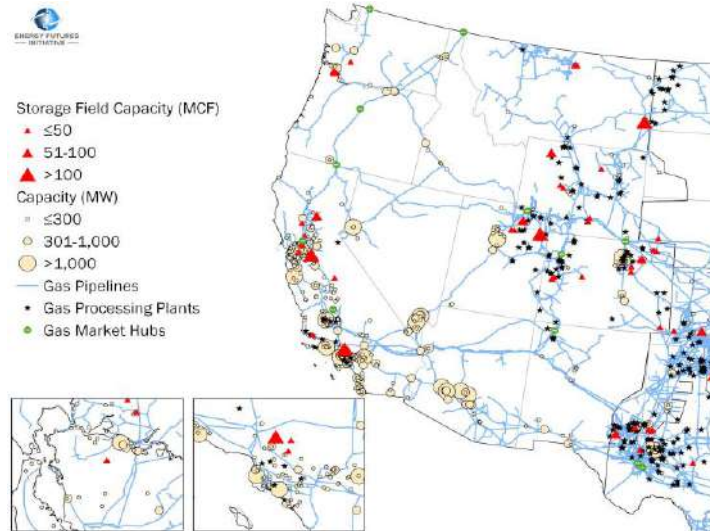 ENERGY FUTURES
INITIATIVE
Storage Field Capacity (MCF)
≤50
51-100
>100
Capacity (MW)
≤300
301-1,000
>1,000
Gas Pipelines
Gas Processing Plants
Gas Market Hubs